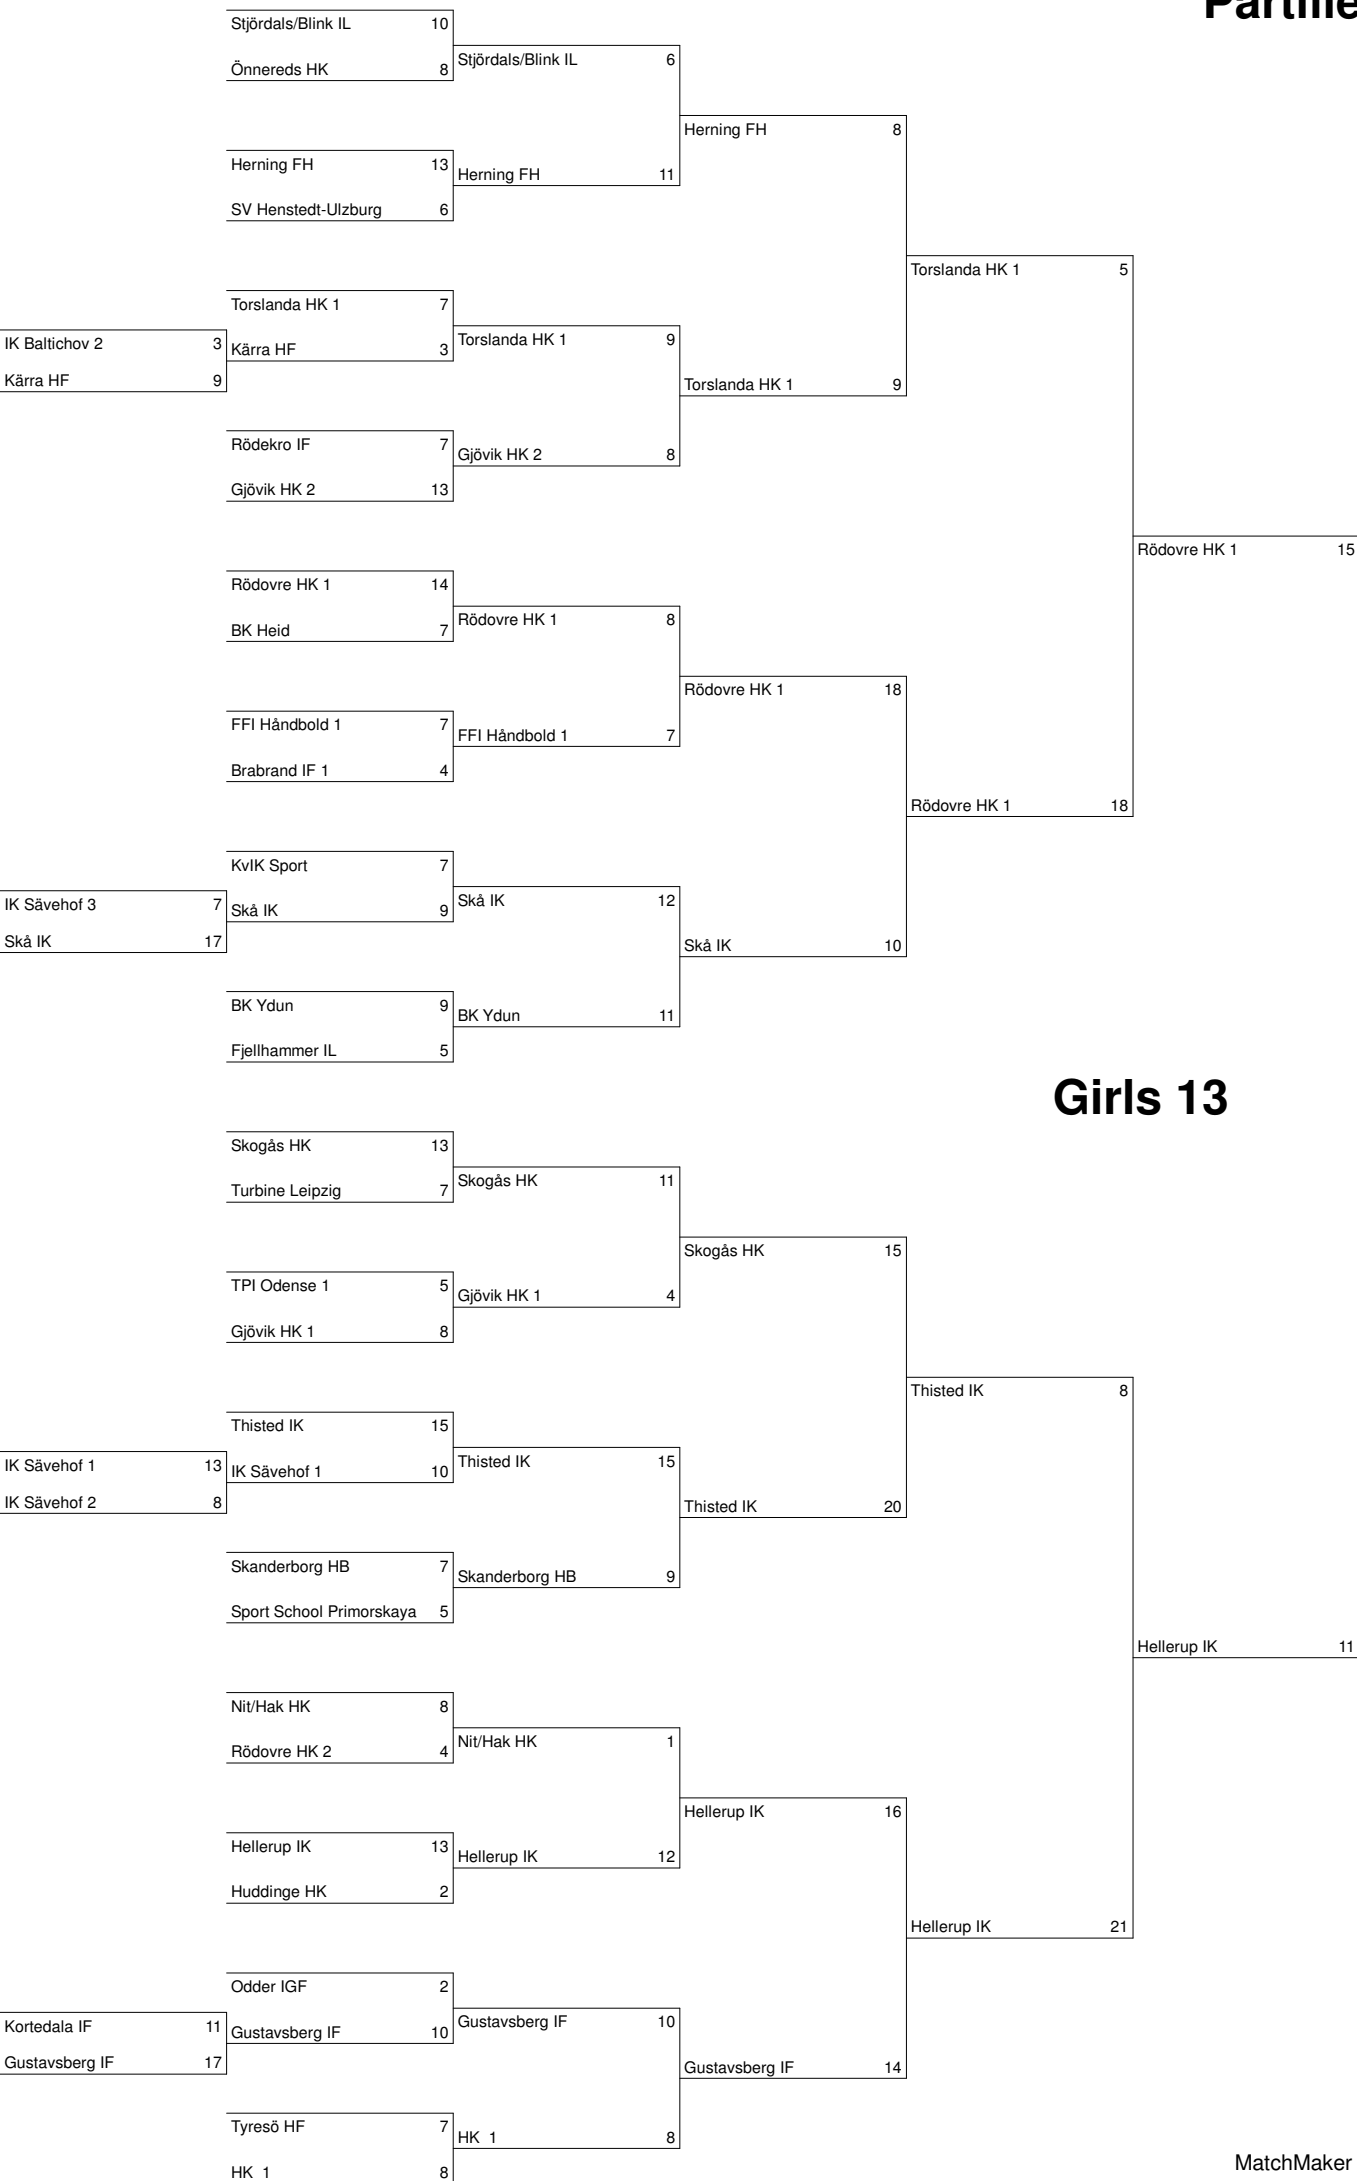 Stjördals/Blink IL 10
Önnereds HK 8
Stjördals/Blink IL 6
Herning FH 8
Herning FH 13
Herning FH 11
SV Henstedt-Ulzburg 6
Torslanda HK 1 5
Torslanda HK 1 7
IK Baltichov 2 3
Kärra HF 3
Torslanda HK 1 9
Kärra HF 9
Torslanda HK 1 9
Rödekro IF 7
Gjövik HK 2 8
Gjövik HK 2 13
Rödovre HK 1 15
Rödovre HK 1 14
BK Heid 7
Rödovre HK 1 8
Rödovre HK 1 18
FFI Håndbold 1 7
FFI Håndbold 1 7
Brabrand IF 1 4
Rödovre HK 1 18
KvIK Sport 7
IK Sävehof 3 7
Skå IK 9
Skå IK 12
Skå IK 17
Skå IK 10
BK Ydun 9
BK Ydun 11
Fjellhammer IL 5
Girls 13
Skogås HK 13
Turbine Leipzig 7
Skogås HK 11
Skogås HK 15
TPI Odense 1 5
Gjövik HK 1 4
Gjövik HK 1 8
Thisted IK 8
Thisted IK 15
IK Sävehof 1 13
IK Sävehof 1 10
Thisted IK 15
IK Sävehof 2 8
Thisted IK 20
Skanderborg HB 7
Skanderborg HB 9
Sport School Primorskaya 5
Hellerup IK 11
Nit/Hak HK 8
Rödovre HK 2 4
Nit/Hak HK 1
Hellerup IK 16
Hellerup IK 13
Hellerup IK 12
Huddinge HK 2
Hellerup IK 21
Odder IGF 2
Kortedala IF 11
Gustavsberg IF 10
Gustavsberg IF 10
Gustavsberg IF 17
Gustavsberg IF 14
Tyresö HF 7
HK 1 8
HK 1 8
MatchMaker